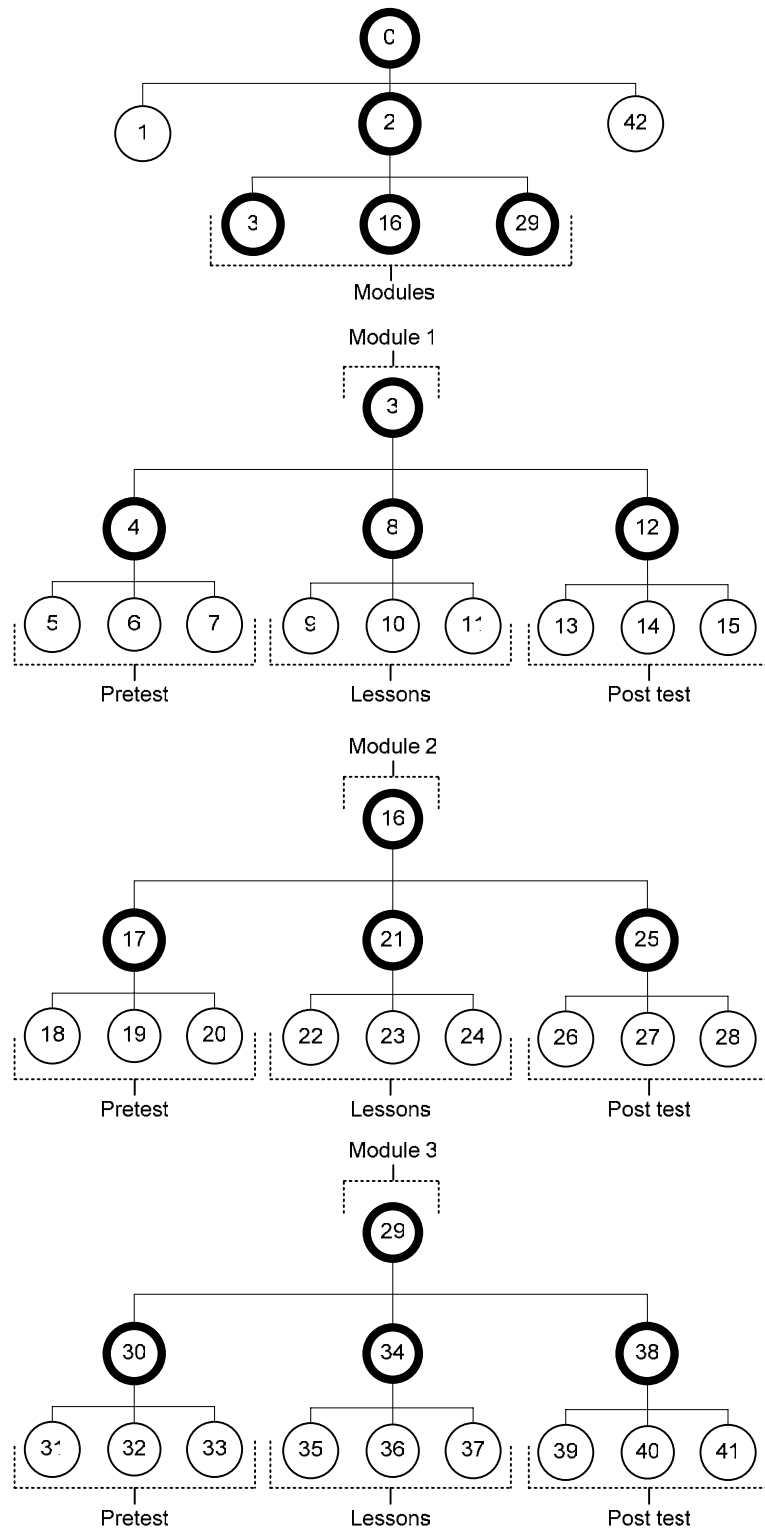 0
1 2 42
3 16 29
Modules
Module 1
3
4 8 12
5 6 7 9 10 11 13 14 15
Pretest Lessons Post test
Module 2
16
17 21 25
18 19 20 22 23 24 26 27 28
Pretest Lessons Post test
Module 3
29
30 34 38
31 32 33 35 36 37 39 40 41
Pretest Lessons Post test